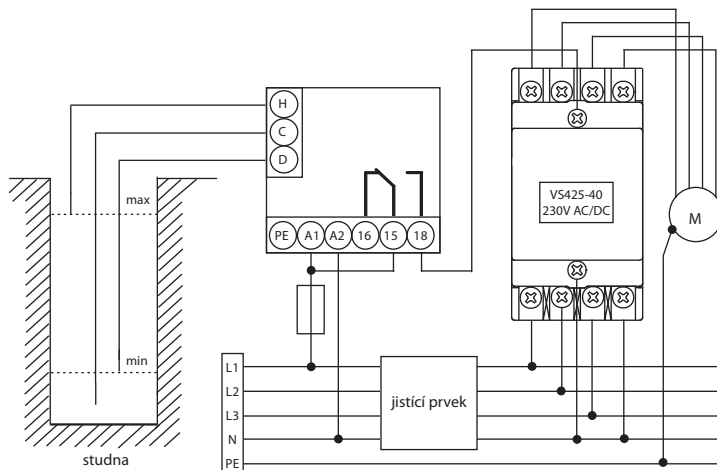 H
C
D
max
VS425-40
230V AC/DC
M
PE A1 A2 16 15 18
min
L1
L2
L3
N
PE
jistící prvek
studna